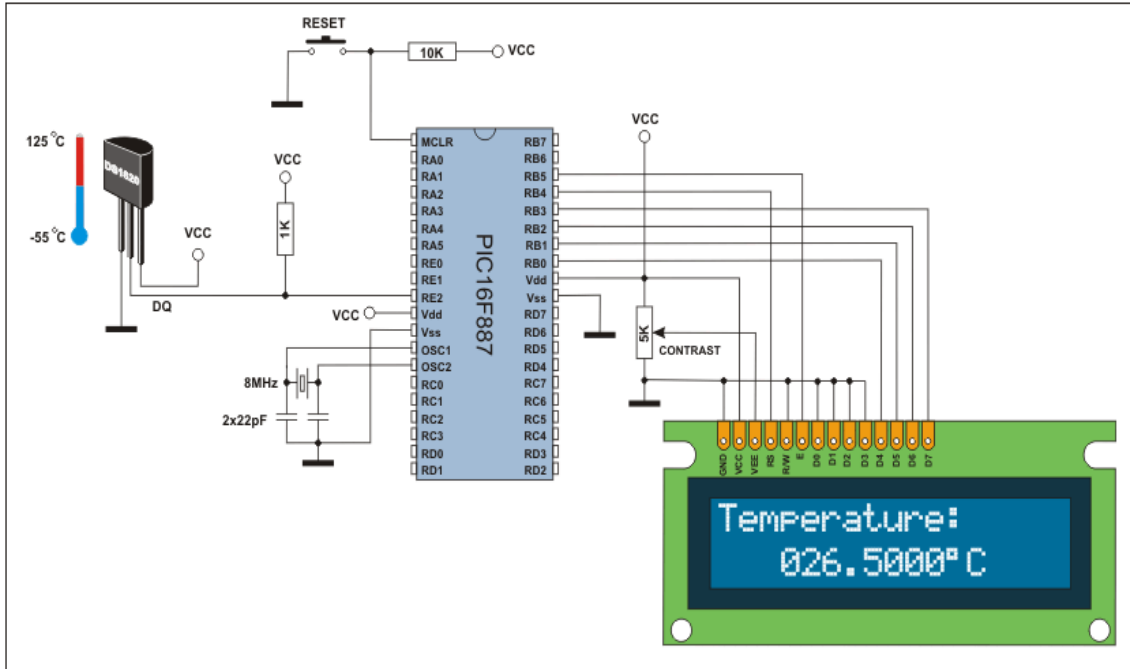 RESET
10K
VCC
125 °C
-55 °C
DS1820
VCC
DQ
VCC
1K
VCC
8MHz
2x22pF
PIC16F887
MCLR
RA0
RA1
RA2
RA3
RA4
RA5
RE0
RE1
RE2
Vdd
Vss
OSC1
OSC2
RC0
RC1
RC2
RC3
RD0
RD1
RB7
RB6
RB5
RB4
RB3
RB2
RB1
RB0
Vdd
Vss
RD7
RD6
RD5
RD4
RC7
RC6
RC5
RC4
RD3
RD2
VCC
5K
CONTRAST
GND
VCC
VEE
RS
R/W
E
D0
D1
D2
D3
D4
D5
D6
D7
Temperature:
026.5000°C